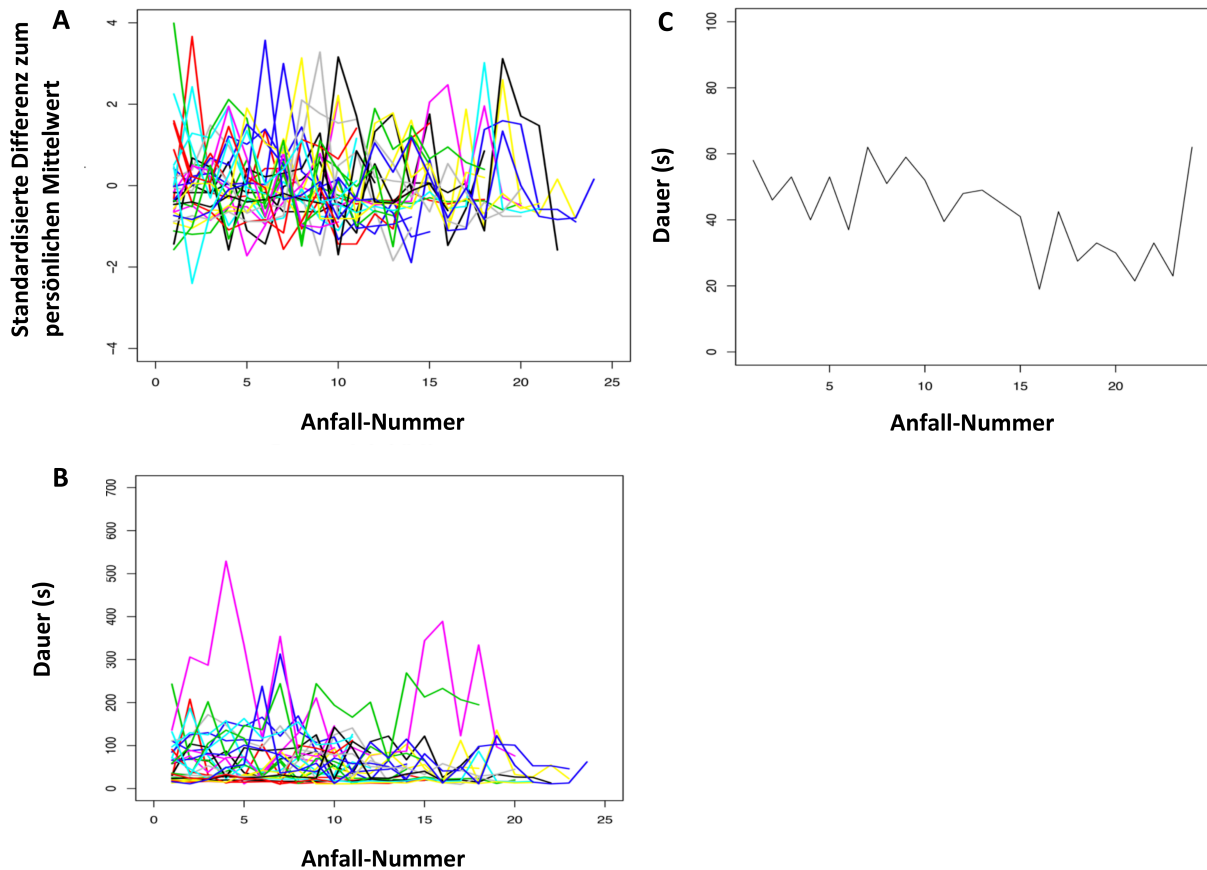 A
Standardisierte Differenz zum
persönlichen Mittelwert
4
2
0
-2
-4
0 5 10 15 20 25
Anfall-Nummer
C
Dauer (s)
100
80
60
40
20
0
5 10 15 20
Anfall-Nummer
B
Dauer (s)
700
600
500
400
300
200
100
0
0 5 10 15 20 25
Anfall-Nummer